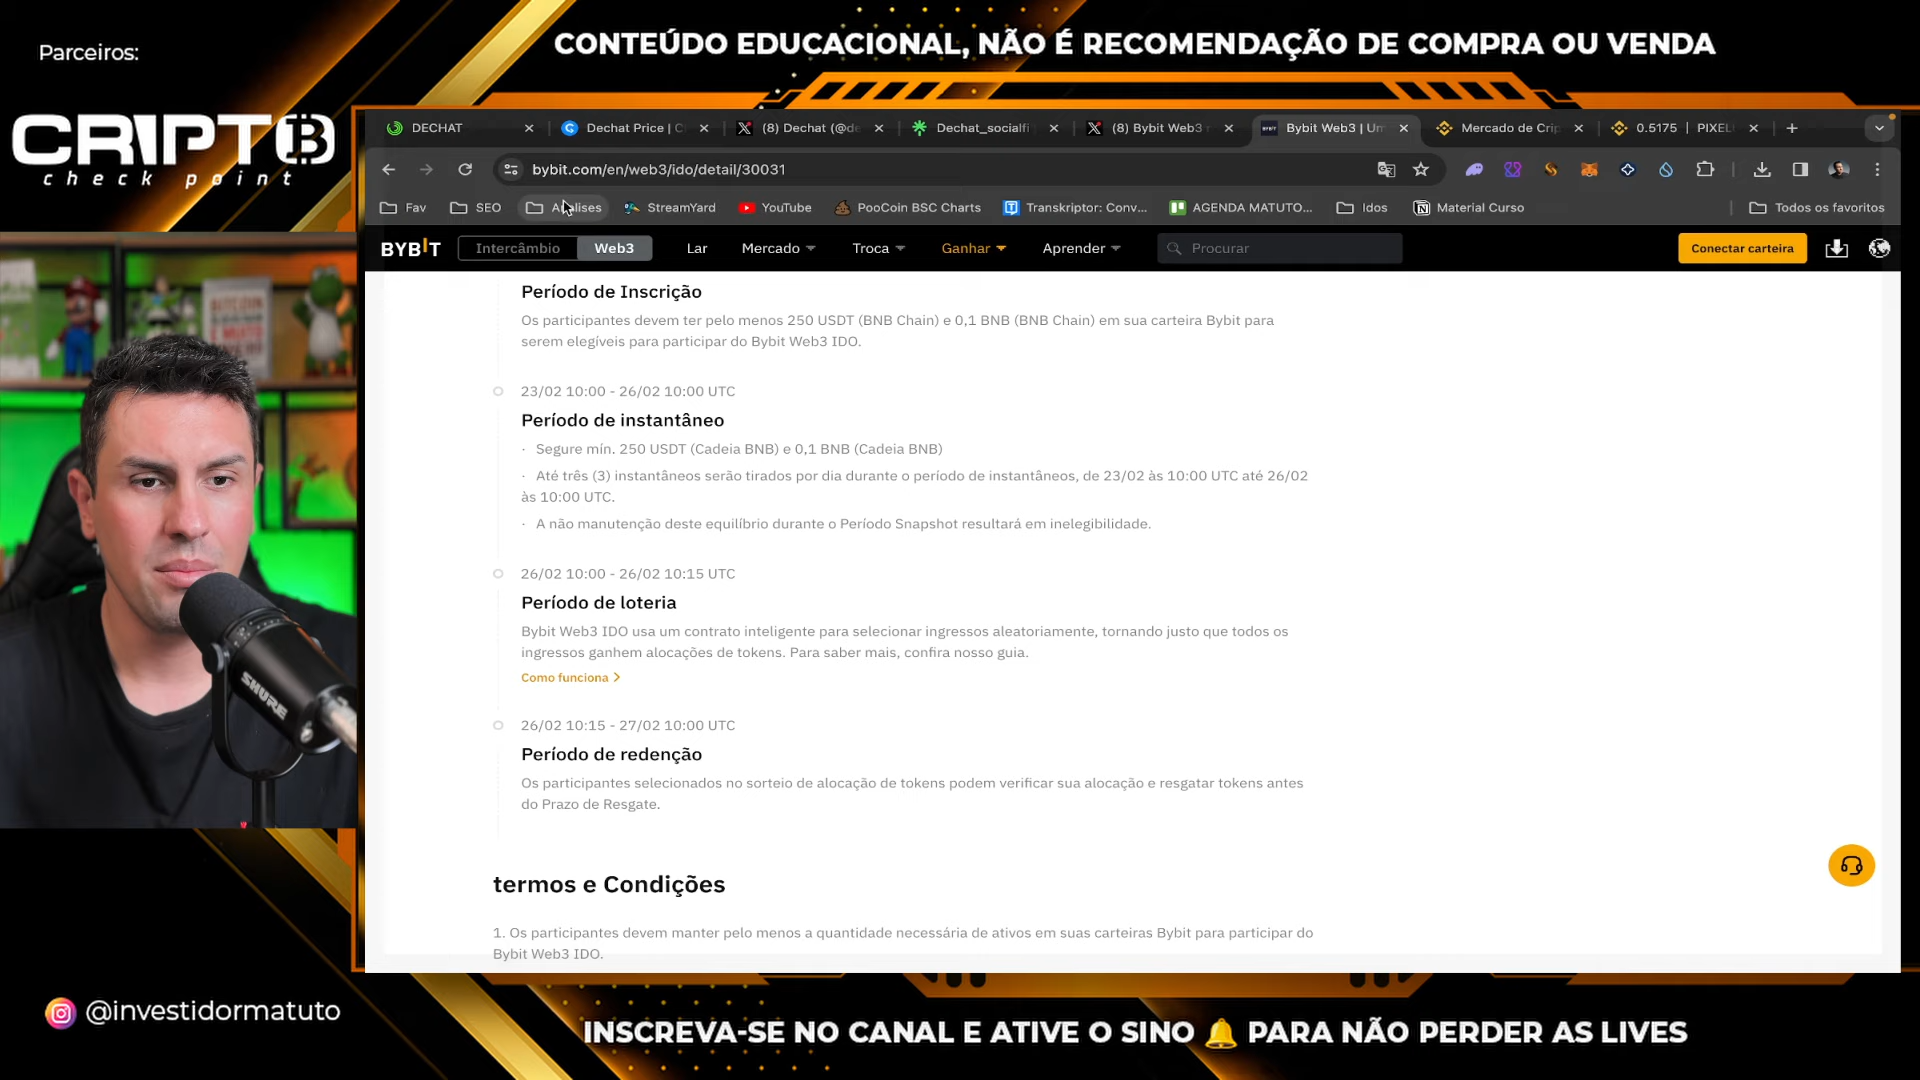 Parceiros:
CONTEÚDO EDUCACIONAL, NÃO É RECOMENDAÇÃO DE COMPRA OU VENDA
CRIPTO
check point
DECHAT
Dechat Price | C
(8) Dechat (@de
Dechat_socialfi
(8) Bybit Web3
Bybit Web3 | Um
Mercado de Crip
0.5175 | PIXEL
bybit.com/en/web3/ido/detail/30031
Fav
SEO
StreamYard
YouTube
PooCoin BSC Charts
Transkriptor: Conv...
AGENDA MATUTO...
Idos
Material Curso
Todos os favoritos
BYBIT
Intercâmbio
Web3
Lar
Mercado
Troca
Ganhar
Aprender
Procurar
Conectar carteira
Período de Inscrição
Os participantes devem ter pelo menos 250 USDT (BNB Chain) e 0,1 BNB (BNB Chain) em sua carteira Bybit para
serem elegíveis para participar do Bybit Web3 IDO.
23/02 10:00 - 26/02 10:00 UTC
Período de instantâneo
· Segure mín. 250 USDT (Cadeia BNB) e 0,1 BNB (Cadeia BNB)
· Até três (3) instantâneos serão tirados por dia durante o período de instantâneos, de 23/02 às 10:00 UTC até 26/02
às 10:00 UTC.
· A não manutenção deste equilíbrio durante o Período Snapshot resultará em inelegibilidade.
26/02 10:00 - 26/02 10:15 UTC
Período de loteria
Bybit Web3 IDO usa um contrato inteligente para selecionar ingressos aleatoriamente, tornando justo que todos os
ingressos ganhem alocações de tokens. Para saber mais, confira nosso guia.
Como funciona >
26/02 10:15 - 27/02 10:00 UTC
Período de redenção
Os participantes selecionados no sorteio de alocação de tokens podem verificar sua alocação e resgatar tokens antes
do Prazo de Resgate.
termos e Condições
1. Os participantes devem manter pelo menos a quantidade necessária de ativos em suas carteiras Bybit para participar do
Bybit Web3 IDO.
SHURE
@investidormatuto
INSCREVA-SE NO CANAL E ATIVE O SINO 🔔 PARA NÃO PERDER AS LIVES